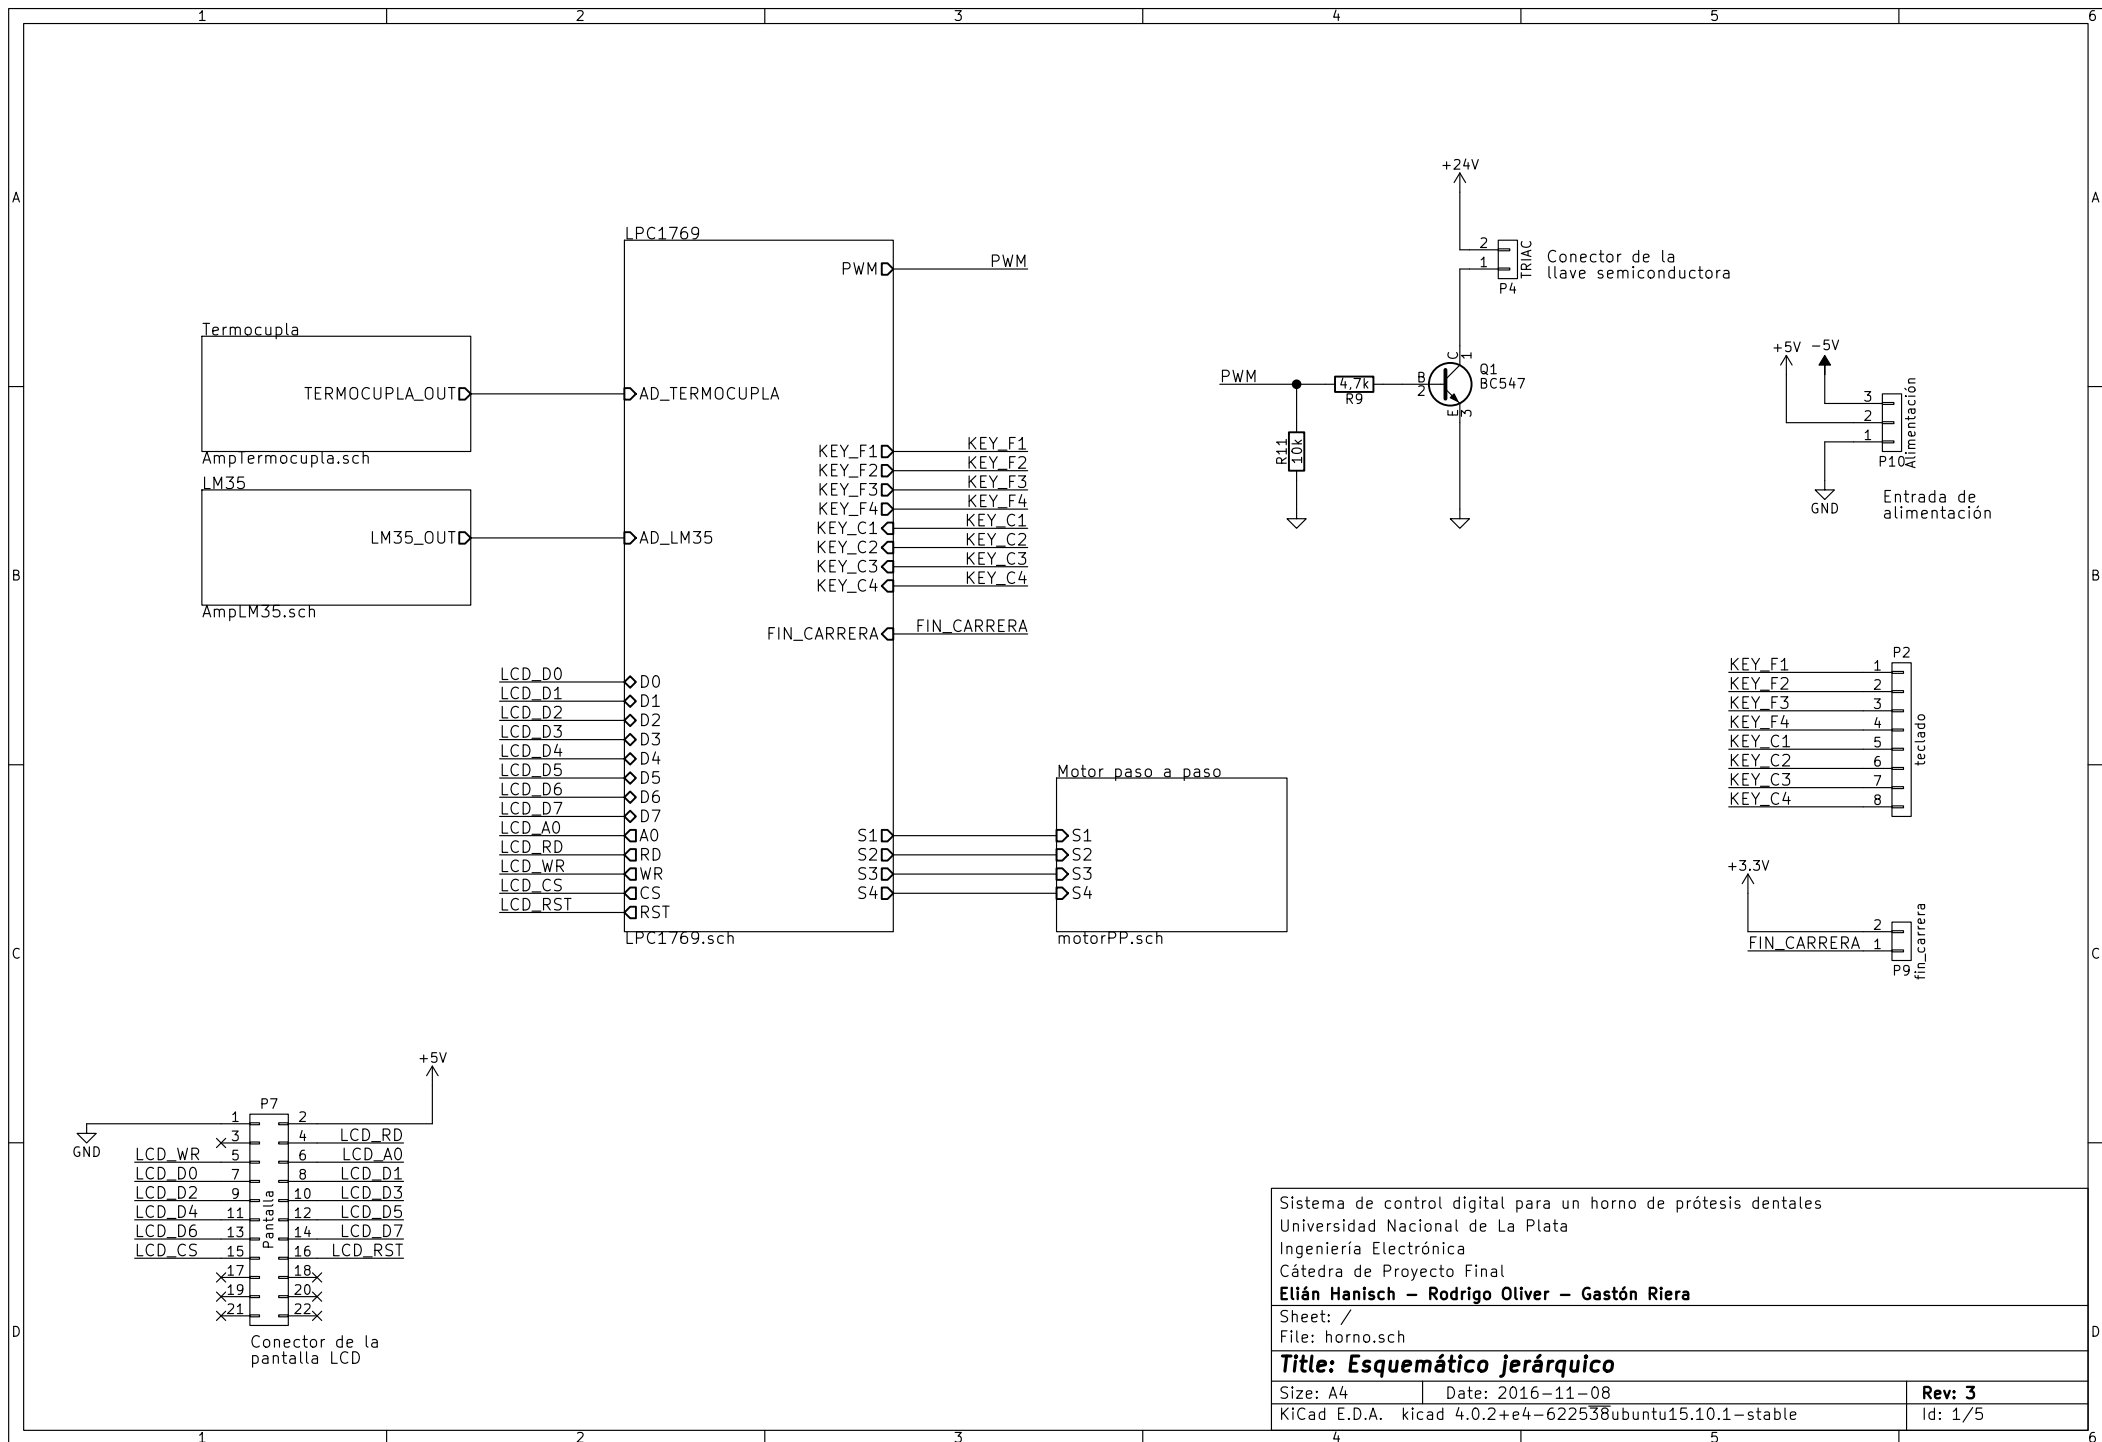 1 2 3 4 5 6
A A
B B
C C
D D
LPC1769
PWM PWM
Termocupla
TERMOCUPLA_OUT AD_TERMOCUPLA
AmpTermocupla.sch
LM35
LM35_OUT AD_LM35
AmpLM35.sch
KEY_F1 KEY_F1
KEY_F2 KEY_F2
KEY_F3 KEY_F3
KEY_F4 KEY_F4
KEY_C1 KEY_C1
KEY_C2 KEY_C2
KEY_C3 KEY_C3
KEY_C4 KEY_C4
FIN_CARRERA FIN_CARRERA
LCD_D0 D0
LCD_D1 D1
LCD_D2 D2
LCD_D3 D3
LCD_D4 D4
LCD_D5 D5
LCD_D6 D6
LCD_D7 D7
LCD_A0 A0
LCD_RD RD
LCD_WR WR
LCD_CS CS
LCD_RST RST
LPC1769.sch
Motor paso a paso
S1 S1
S2 S2
S3 S3
S4 S4
motorPP.sch
+24V
2
1
TRIAC
P4
Conector de la
llave semiconductora
PWM
4,7k
R9
R11
10k
B
2
C
1
E
3
Q1
BC547
+5V -5V
3
2
1
P10
Alimentación
GND
Entrada de
alimentación
P2
KEY_F1 1
KEY_F2 2
KEY_F3 3
KEY_F4 4
KEY_C1 5
KEY_C2 6
KEY_C3 7
KEY_C4 8
teclado
+3.3V
2
FIN_CARRERA 1
P9
fin_carrera
+5V
P7
GND
1 2
3 4 LCD_RD
LCD_WR 5 6 LCD_A0
LCD_D0 7 8 LCD_D1
LCD_D2 9 10 LCD_D3
LCD_D4 11 12 LCD_D5
LCD_D6 13 14 LCD_D7
LCD_CS 15 16 LCD_RST
17 18
19 20
21 22
Pantalla
Conector de la
pantalla LCD
Sistema de control digital para un horno de prótesis dentales
Universidad Nacional de La Plata
Ingeniería Electrónica
Cátedra de Proyecto Final
Elián Hanisch – Rodrigo Oliver – Gastón Riera
Sheet: /
File: horno.sch
Title: Esquemático jerárquico
Size: A4 Date: 2016-11-08 Rev: 3
KiCad E.D.A. kicad 4.0.2+e4-622538ubuntu15.10.1-stable Id: 1/5
1 2 3 4 5 6